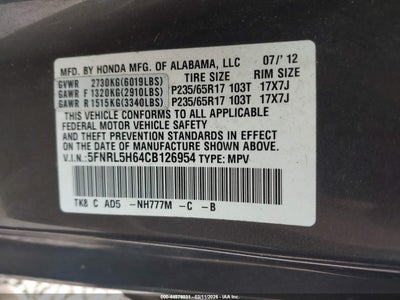 MFD. BY HONDA MFG. OF ALABAMA, LLC 07/'12
TIRE SIZE RIM SIZE
GVWR 2730KG(6019LBS)
GAWR F 1320KG(2910LBS) P235/65R17 103T 17X7J
GAWR R 1515KG(3340LBS) P235/65R17 103T 17X7J
THIS VEHICLE CONFORMS TO ALL APPLICABLE
FEDERAL MOTOR VEHICLE SAFETY, BUMPER,
AND THEFT PREVENTION STANDARDS IN EFFECT
ON THE DATE OF MANUFACTURE SHOWN ABOVE.
V.I.N.:5FNRL5H64CB126954 TYPE: MPV
TK8 C AD5 -NH777M -C -B